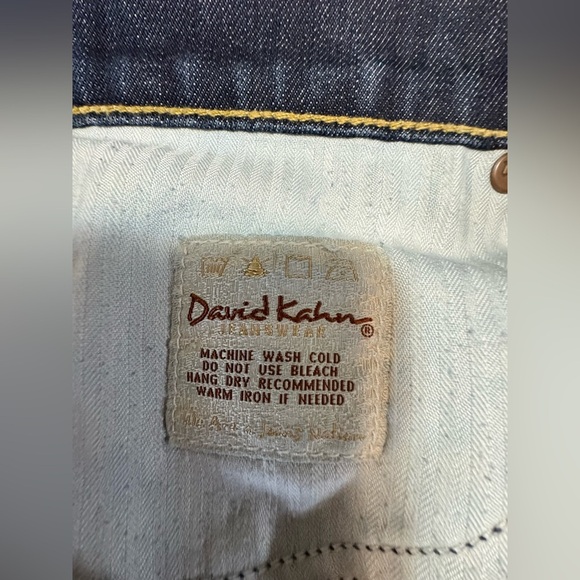 David Kahn®
JEANSWEAR
MACHINE WASH COLD
DO NOT USE BLEACH
HANG DRY RECOMMENDED
WARM IRON IF NEEDED